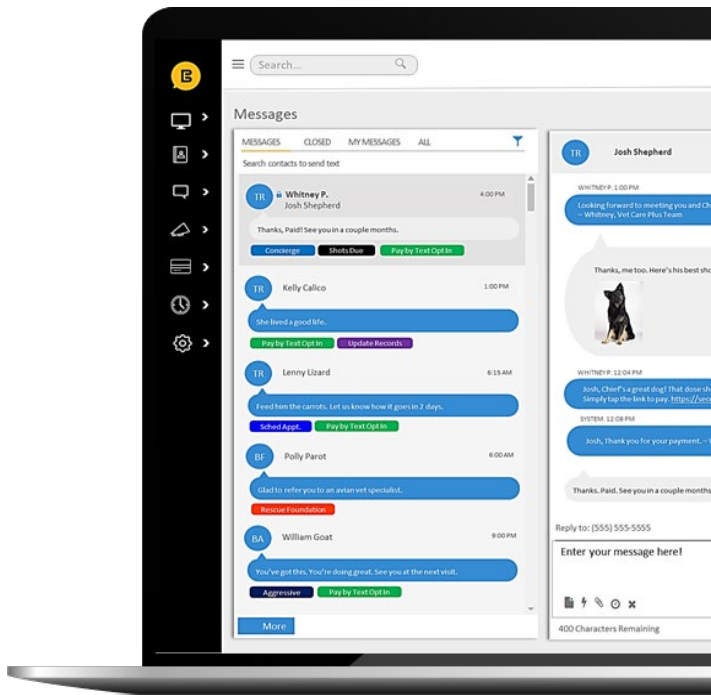 E
Search...
Messages
MESSAGES CLOSED MY MESSAGES ALL
Search contacts to send text
TR Whitney P. 4:00 PM
Josh Shepherd
Thanks, Paid! See you in a couple months.
Concierge Shots Due Pay by Text Opt In
TR Kelly Calico 1:00 PM
She lived a good life.
Pay by Text Opt In Update Records
TR Lenny Lizard 6:15 AM
Feed him the carrots. Let us know how it goes in 2 days.
Sched Appt. Pay by Text Opt In
BF Polly Parot 6:00 AM
Glad to refer you to an avian vet specialist.
Rescue Foundation
BA William Goat 9:00 PM
You've got this. You're doing great. See you at the next visit.
Aggressive Pay by Text Opt In
More
TR Josh Shepherd
WHITNEY P. 1:00 PM
Looking forward to meeting you and Ch
– Whitney, Vet Care Plus Team
Thanks, me too. Here's his best sho
WHITNEY P. 12:04 PM
Josh, Chief's a great dog! That dose sh
Simply tap the link to pay. https://seco
SYSTEM. 12:08 PM
Josh, Thank you for your payment. –
Thanks. Paid. See you in a couple months
Reply to: (555) 555-5555
Enter your message here!
400 Characters Remaining